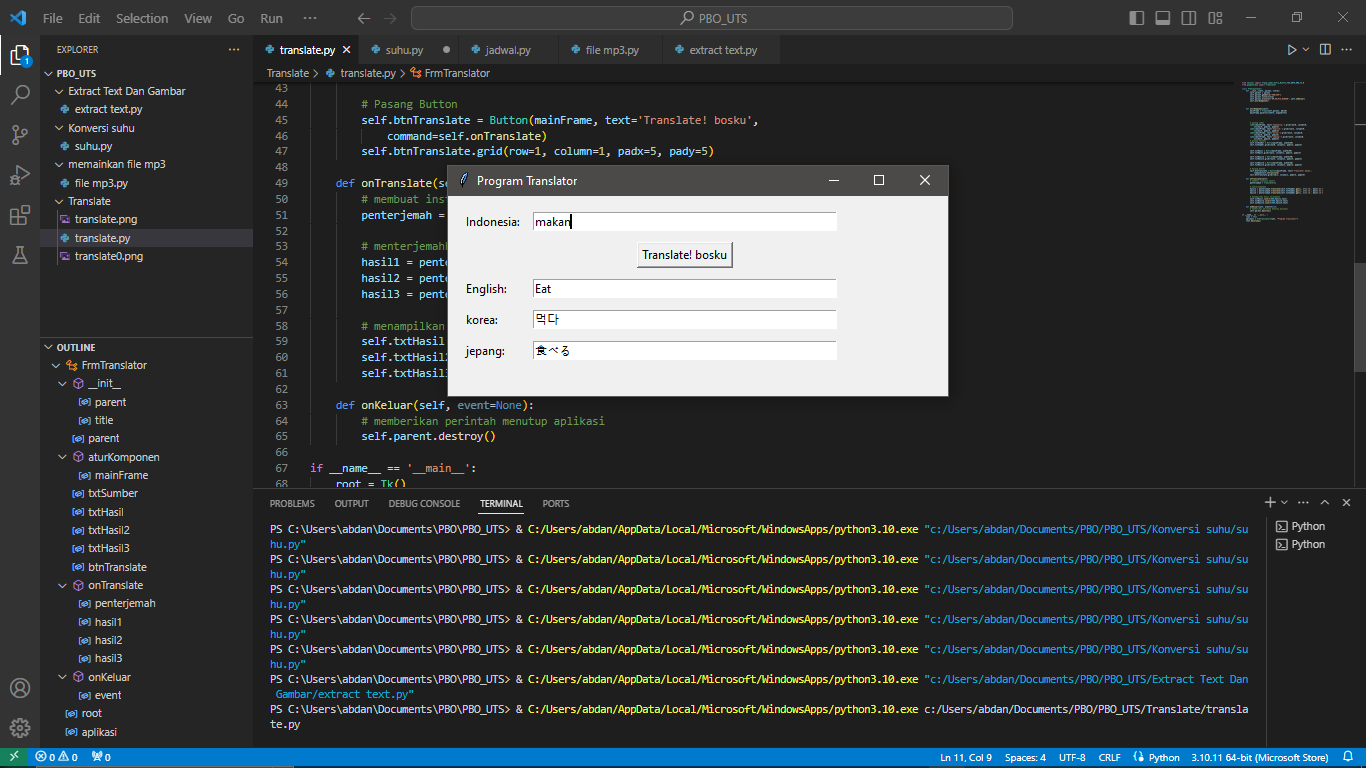 File Edit Selection View Go Run ··· PBO_UTS
EXPLORER
PBO_UTS
Extract Text Dan Gambar
extract text.py
Konversi suhu
suhu.py
memainkan file mp3
file mp3.py
Translate
translate.png
translate.py
translate0.png
OUTLINE
FrmTranslator
__init__
parent
title
parent
aturKomponen
mainFrame
txtSumber
txtHasil
txtHasil2
txtHasil3
btnTranslate
onTranslate
penterjemah
hasil1
hasil2
hasil3
onKeluar
event
root
aplikasi
translate.py suhu.py jadwal.py file mp3.py extract text.py
Translate > translate.py > FrmTranslator
43
44 # Pasang Button
45 self.btnTranslate = Button(mainFrame, text='Translate! bosku',
46 command=self.onTranslate)
47 self.btnTranslate.grid(row=1, column=1, padx=5, pady=5)
48
49 def onTranslate(se
50 # membuat inst
51 penterjemah =
52
53 # menterjemahk
54 hasil1 = pente
55 hasil2 = pente
56 hasil3 = pente
57
58 # menampilkan
59 self.txtHasil
60 self.txtHasil2
61 self.txtHasil
62
63 def onKeluar(self, event=None):
64 # memberikan perintah menutup aplikasi
65 self.parent.destroy()
66
67 if __name__ == '__main__':
68 root = Tk()
Program Translator
Indonesia: makan
Translate! bosku
English: Eat
korea: 먹다
jepang: 食べる
PROBLEMS OUTPUT DEBUG CONSOLE TERMINAL PORTS
PS C:\Users\abdan\Documents\PBO\PBO_UTS> & C:/Users/abdan/AppData/Local/Microsoft/WindowsApps/python3.10.exe "c:/Users/abdan/Documents/PBO/PBO_UTS/Konversi suhu/su
hu.py"
PS C:\Users\abdan\Documents\PBO\PBO_UTS> & C:/Users/abdan/AppData/Local/Microsoft/WindowsApps/python3.10.exe "c:/Users/abdan/Documents/PBO/PBO_UTS/Konversi suhu/su
hu.py"
PS C:\Users\abdan\Documents\PBO\PBO_UTS> & C:/Users/abdan/AppData/Local/Microsoft/WindowsApps/python3.10.exe "c:/Users/abdan/Documents/PBO/PBO_UTS/Konversi suhu/su
hu.py"
PS C:\Users\abdan\Documents\PBO\PBO_UTS> & C:/Users/abdan/AppData/Local/Microsoft/WindowsApps/python3.10.exe "c:/Users/abdan/Documents/PBO/PBO_UTS/Konversi suhu/su
hu.py"
PS C:\Users\abdan\Documents\PBO\PBO_UTS> & C:/Users/abdan/AppData/Local/Microsoft/WindowsApps/python3.10.exe "c:/Users/abdan/Documents/PBO/PBO_UTS/Konversi suhu/su
hu.py"
PS C:\Users\abdan\Documents\PBO\PBO_UTS> & C:/Users/abdan/AppData/Local/Microsoft/WindowsApps/python3.10.exe "c:/Users/abdan/Documents/PBO/PBO_UTS/Extract Text Dan
Gambar/extract text.py"
PS C:\Users\abdan\Documents\PBO\PBO_UTS> & C:/Users/abdan/AppData/Local/Microsoft/WindowsApps/python3.10.exe c:/Users/abdan/Documents/PBO/PBO_UTS/Translate/transla
te.py
Python
Python
1
0 0 0 Ln 11, Col 9 Spaces: 4 UTF-8 CRLF Python 3.10.11 64-bit (Microsoft Store)